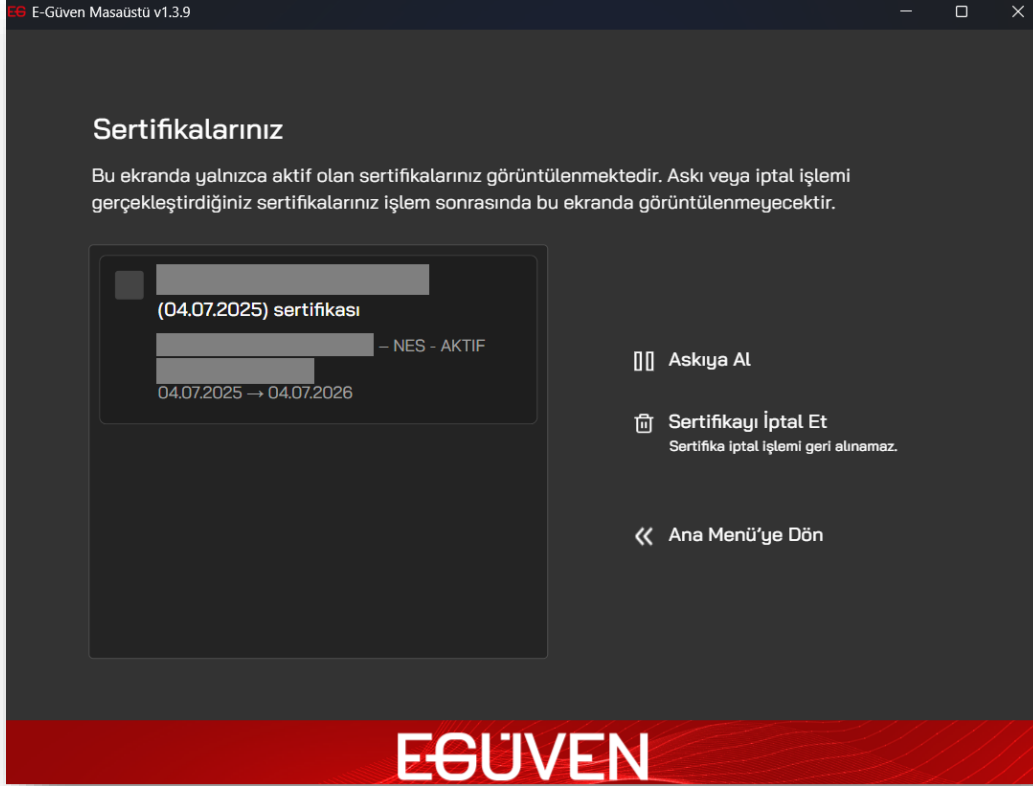 EG E-Güven Masaüstü v1.3.9
Sertifikalarınız
Bu ekranda yalnızca aktif olan sertifikalarınız görüntülenmektedir. Askı veya iptal işlemi
gerçekleştirdiğiniz sertifikalarınız işlem sonrasında bu ekranda görüntülenmeyecektir.
(04.07.2025) sertifikası
– NES - AKTIF
04.07.2025 → 04.07.2026
Askıya Al
Sertifikayı İptal Et
Sertifika iptal işlemi geri alınamaz.
Ana Menü’ye Dön
EGÜVEN